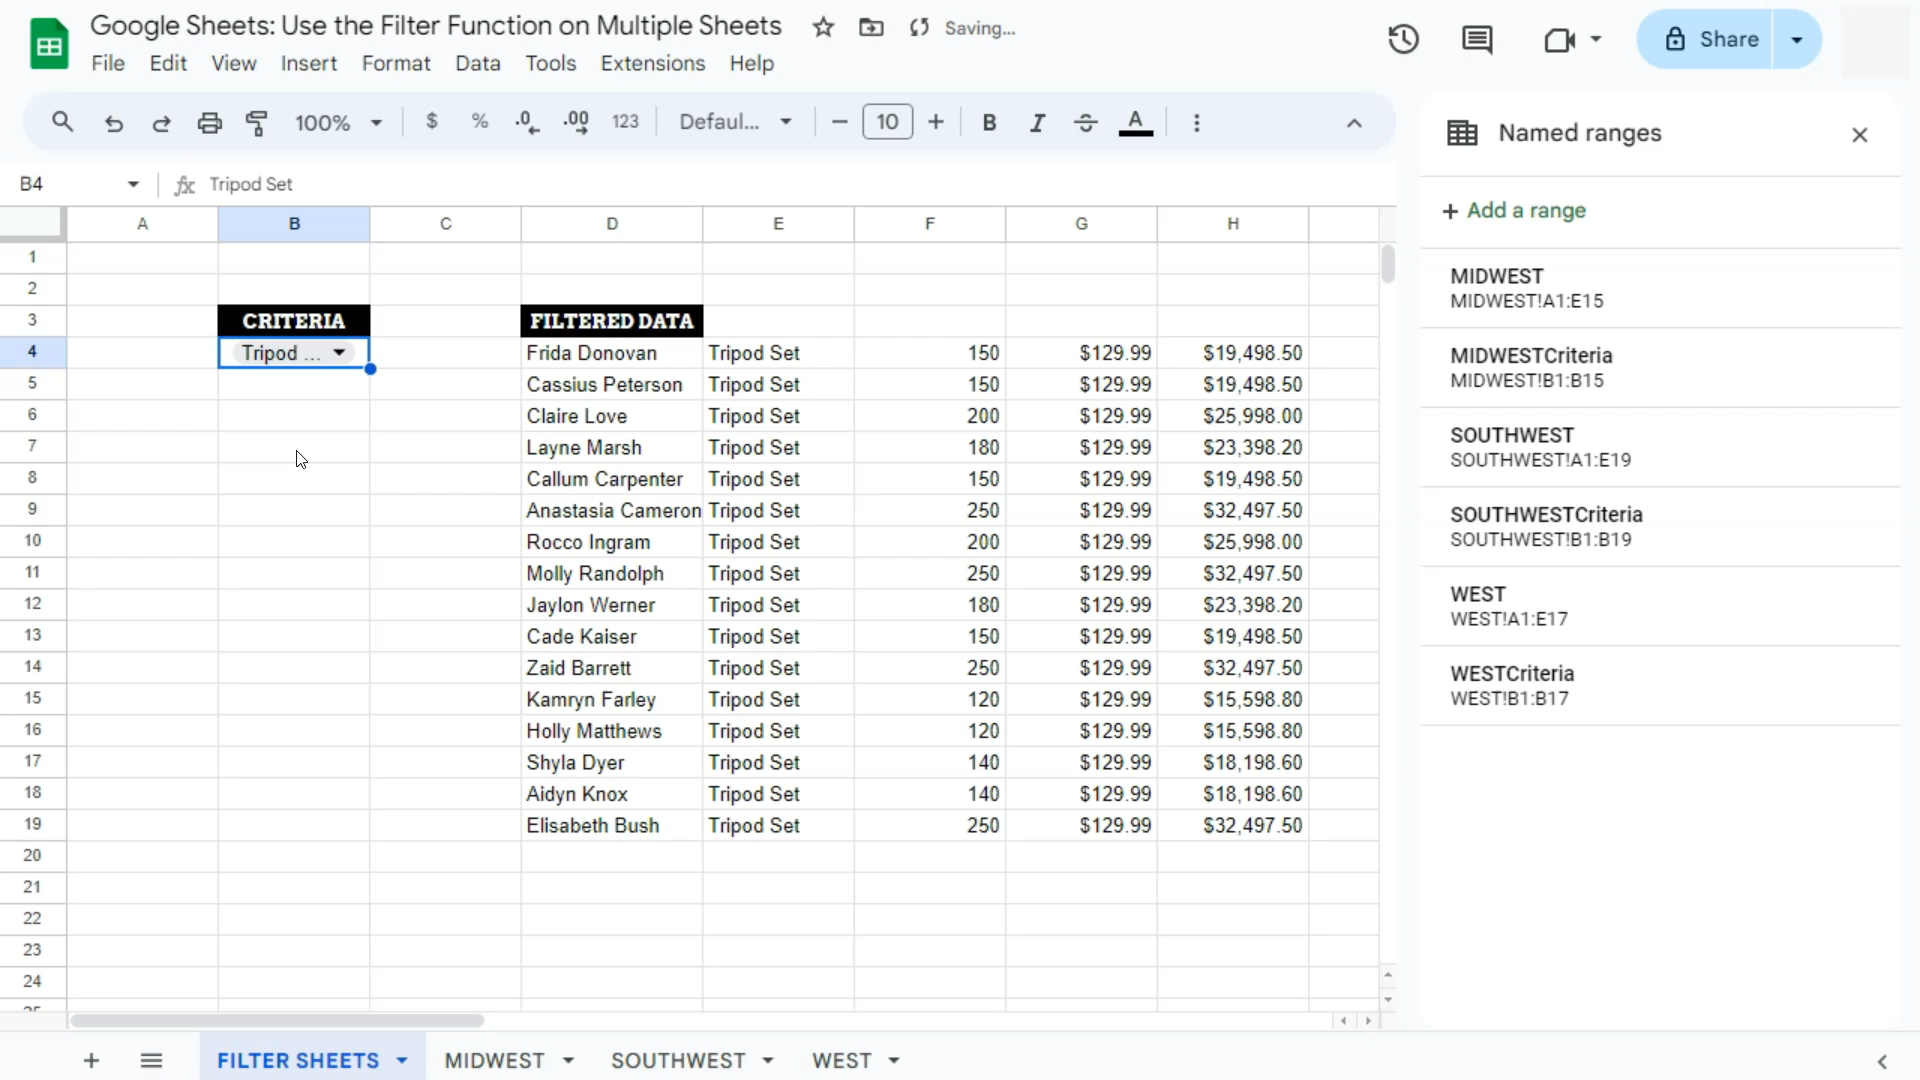 Google Sheets: Use the Filter Function on Multiple Sheets Saving...
File Edit View Insert Format Data Tools Extensions Help
Share
100% $ % .0 .00 123 Defaul... 10 B I A
Named ranges
B4 fx Tripod Set
+ Add a range
A B C D E F G H
1
2
3 CRITERIA FILTERED DATA
4 Tripod ... Frida Donovan Tripod Set 150 $129.99 $19,498.50
5 Cassius Peterson Tripod Set 150 $129.99 $19,498.50
6 Claire Love Tripod Set 200 $129.99 $25,998.00
7 Layne Marsh Tripod Set 180 $129.99 $23,398.20
8 Callum Carpenter Tripod Set 150 $129.99 $19,498.50
9 Anastasia Cameron Tripod Set 250 $129.99 $32,497.50
10 Rocco Ingram Tripod Set 200 $129.99 $25,998.00
11 Molly Randolph Tripod Set 250 $129.99 $32,497.50
12 Jaylon Werner Tripod Set 180 $129.99 $23,398.20
13 Cade Kaiser Tripod Set 150 $129.99 $19,498.50
14 Zaid Barrett Tripod Set 250 $129.99 $32,497.50
15 Kamryn Farley Tripod Set 120 $129.99 $15,598.80
16 Holly Matthews Tripod Set 120 $129.99 $15,598.80
17 Shyla Dyer Tripod Set 140 $129.99 $18,198.60
18 Aidyn Knox Tripod Set 140 $129.99 $18,198.60
19 Elisabeth Bush Tripod Set 250 $129.99 $32,497.50
20
21
22
23
24
MIDWEST
MIDWEST!A1:E15
MIDWESTCriteria
MIDWEST!B1:B15
SOUTHWEST
SOUTHWEST!A1:E19
SOUTHWESTCriteria
SOUTHWEST!B1:B19
WEST
WEST!A1:E17
WESTCriteria
WEST!B1:B17
FILTER SHEETS MIDWEST SOUTHWEST WEST